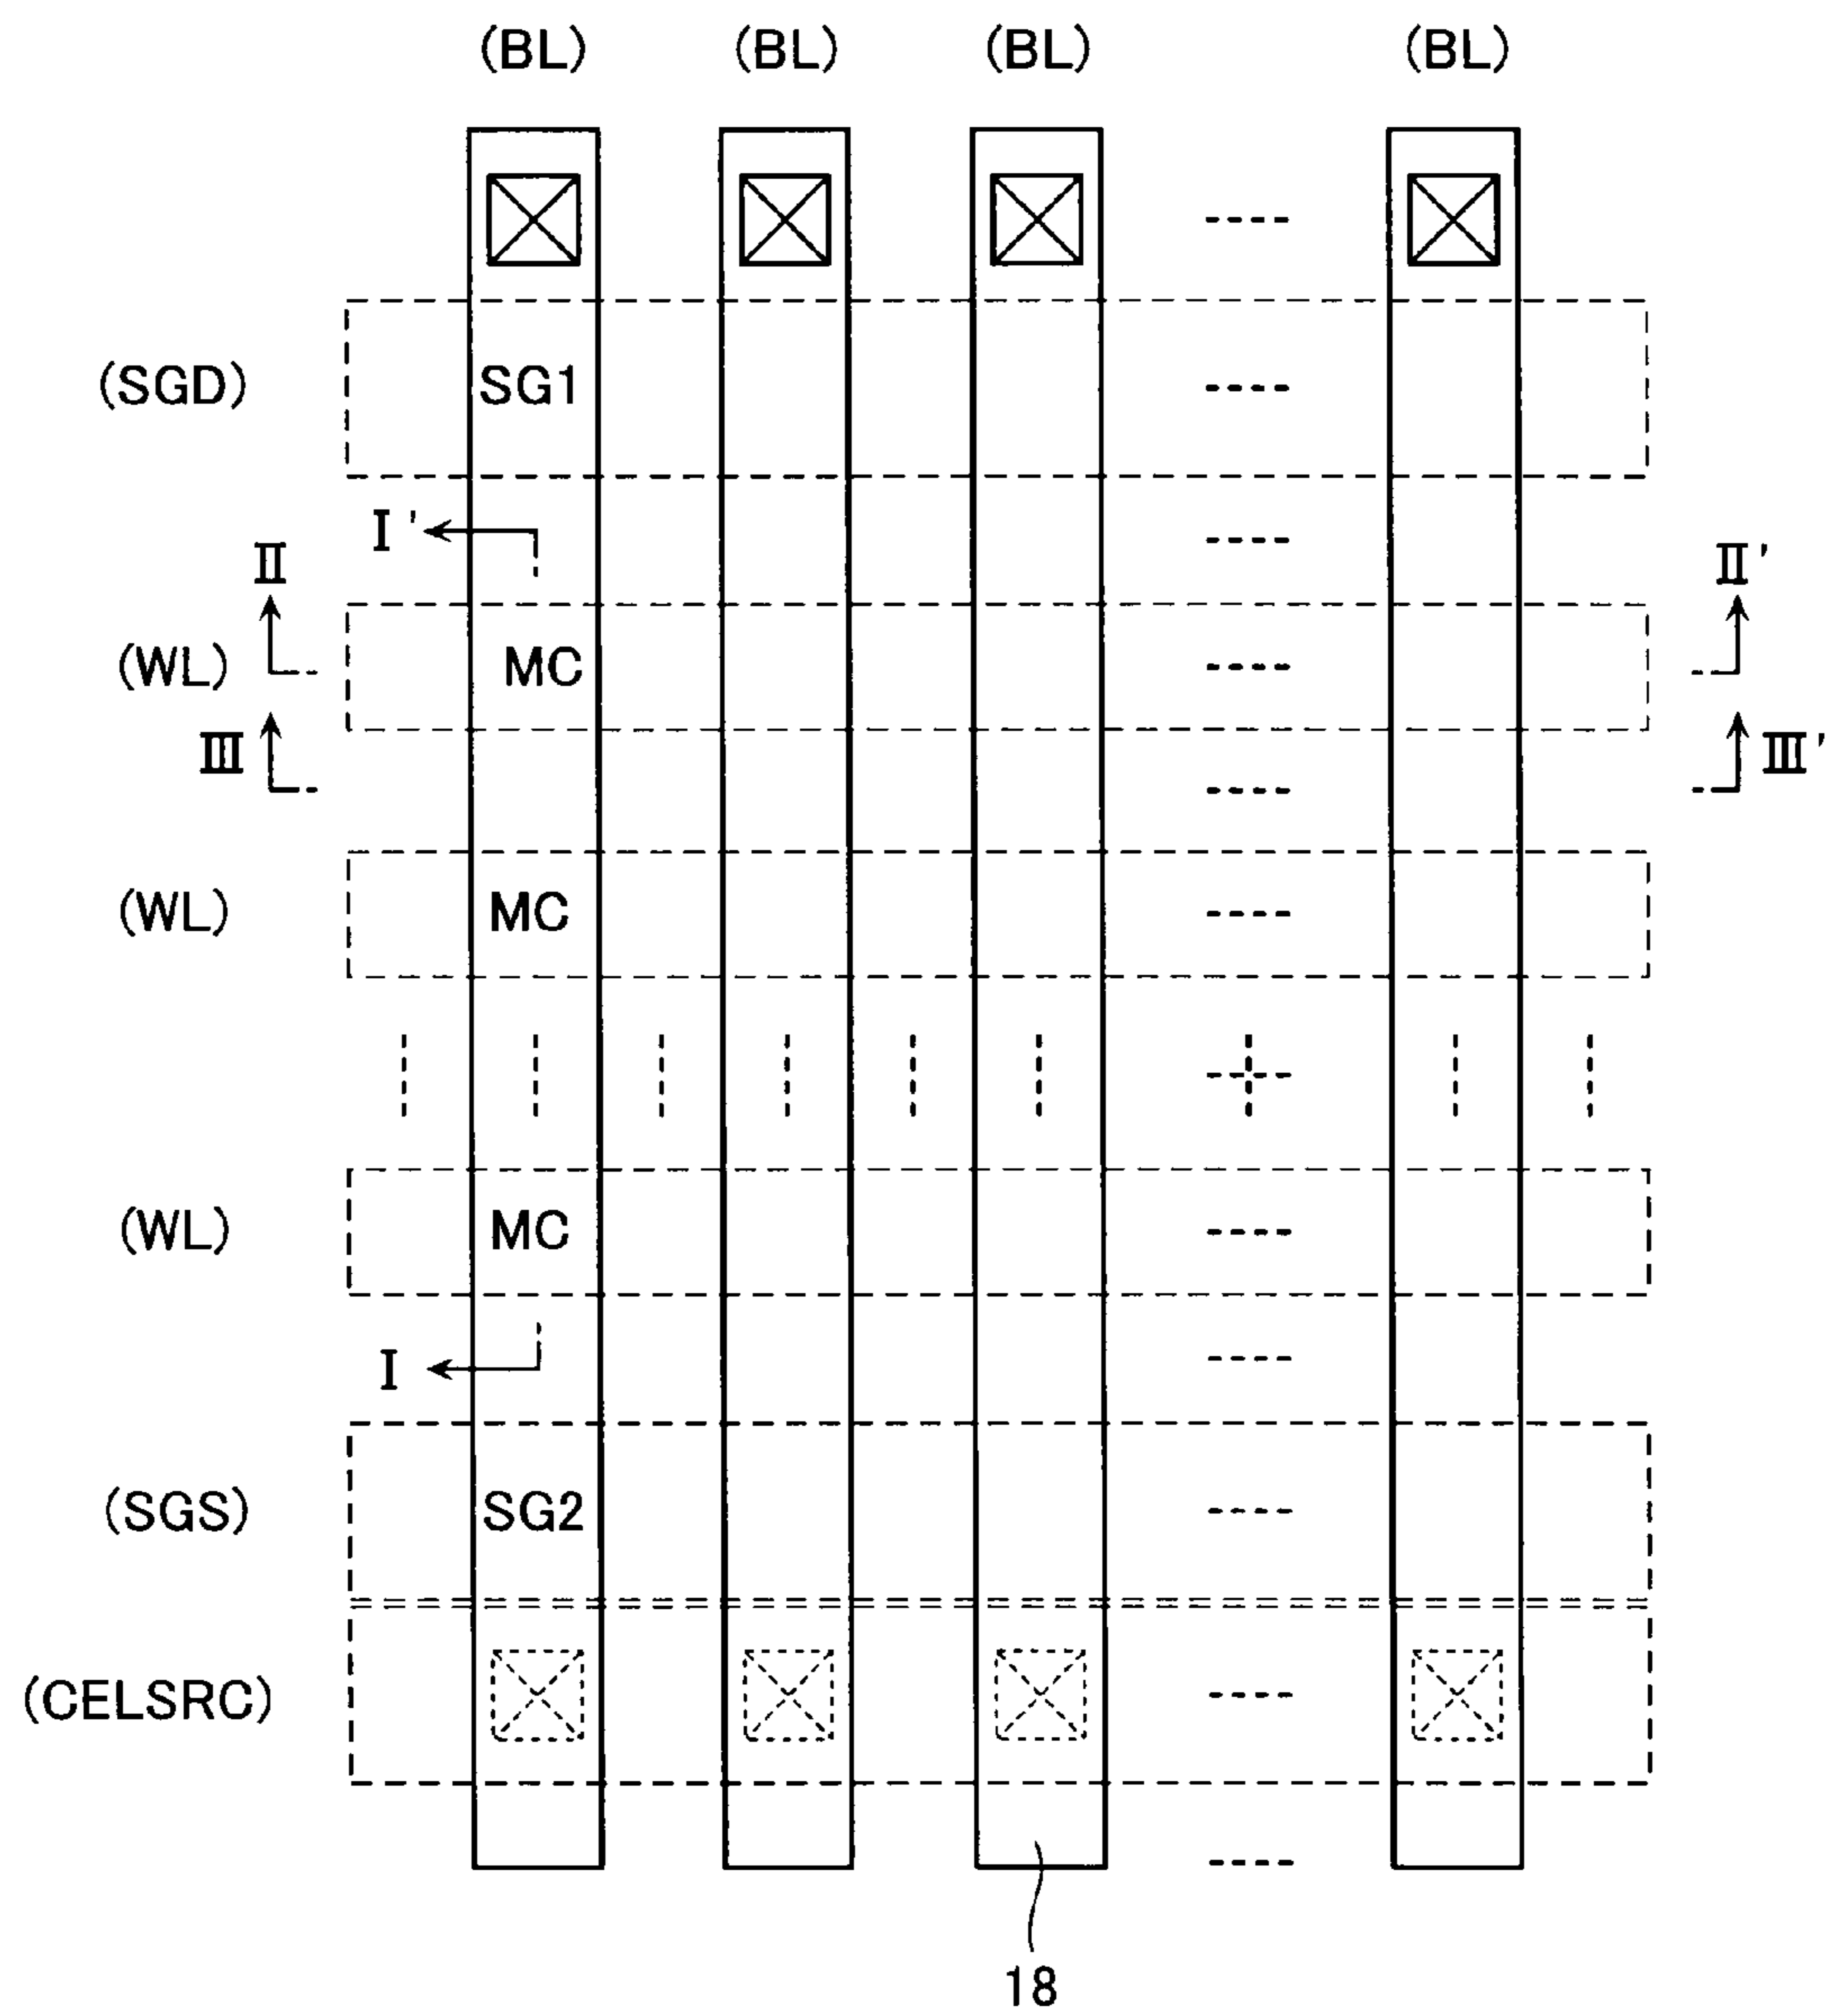 (BL) (BL) (BL) (BL)
(SGD) SG1
I'
II II'
(WL) MC
III III'
(WL) MC
(WL) MC
I
(SGS) SG2
(CELSRC)
18